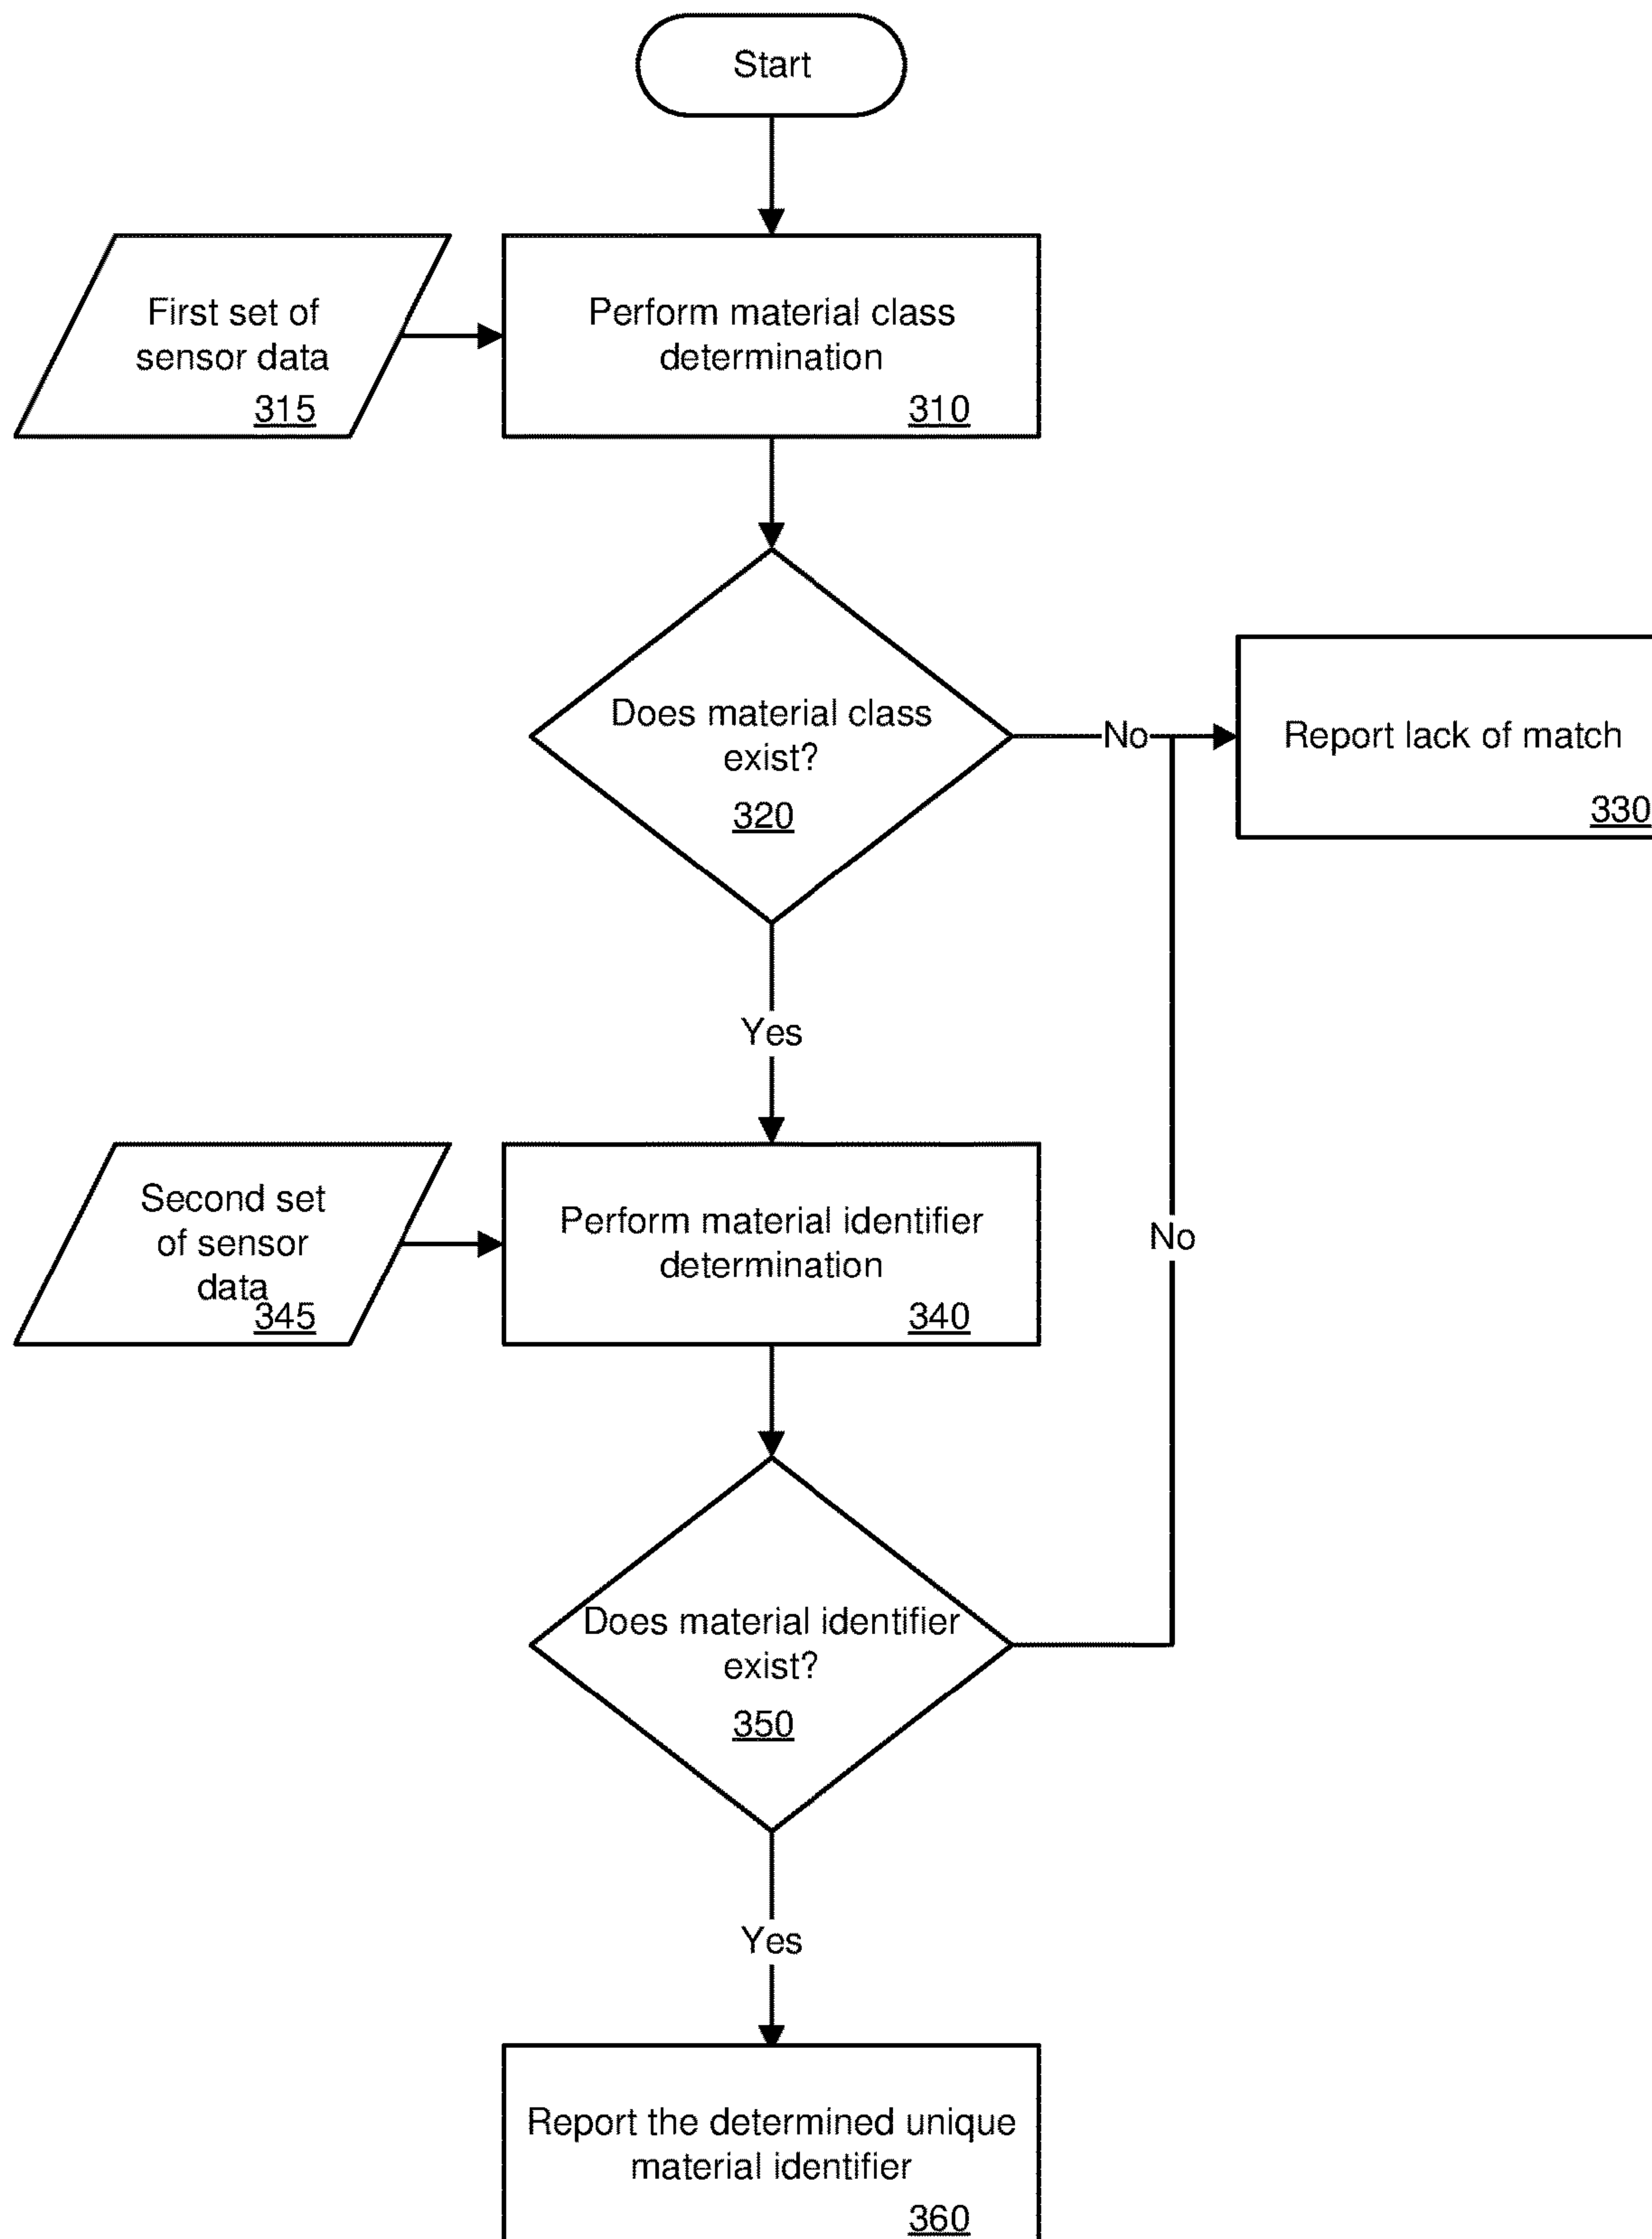 Start
First set of
sensor data
315
Perform material class
determination
310
Does material class
exist?
320
No
Report lack of match
330
Yes
Second set
of sensor
data
345
Perform material identifier
determination
340
No
Does material identifier
exist?
350
Yes
Report the determined unique
material identifier
360